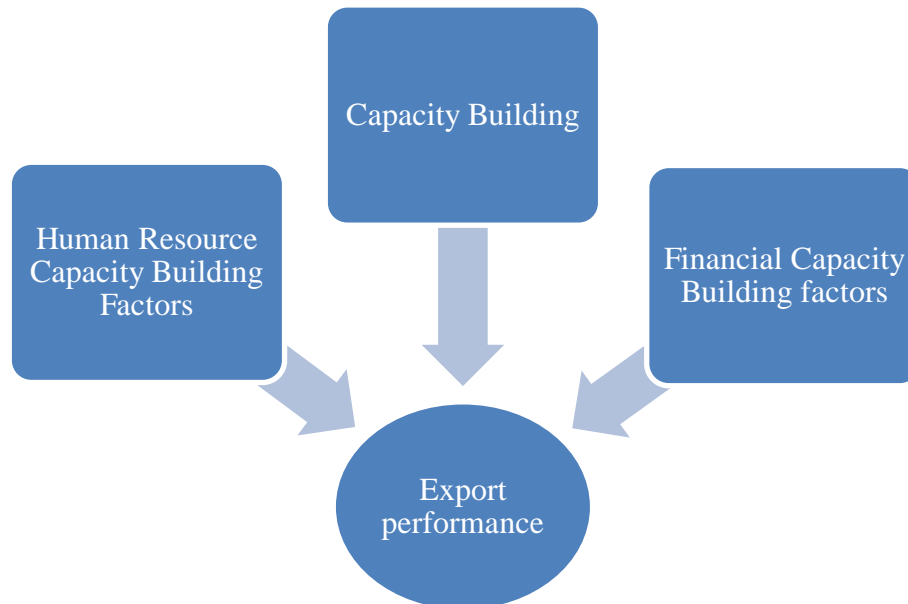 Capacity Building
Human Resource
Capacity Building
Factors
Financial Capacity
Building factors
Export
performance